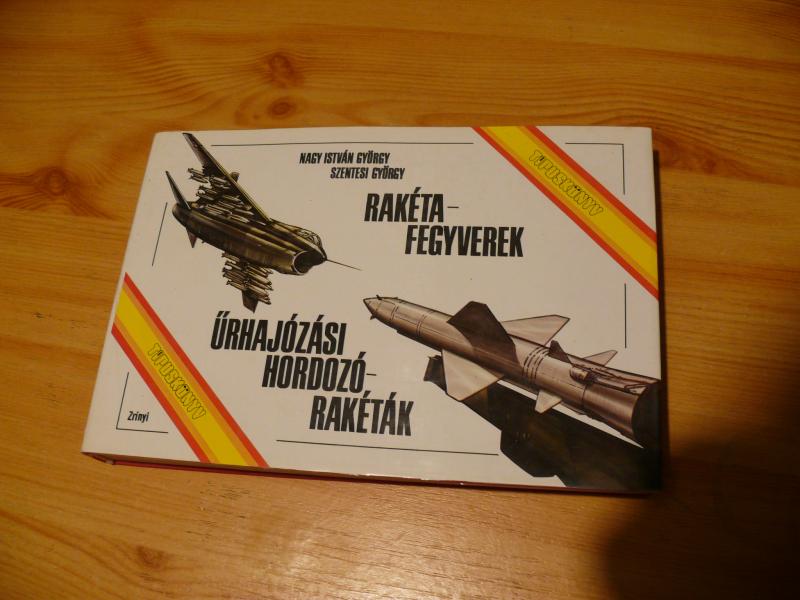 NAGY ISTVÁN GYÖRGY
SZENTESI GYÖRGY
TÍPUSKÖNYV
RAKÉTA-
FEGYVEREK
ŰRHAJÓZÁSI
HORDOZÓ-
RAKÉTÁK
TÍPUSKÖNYV
Zrínyi